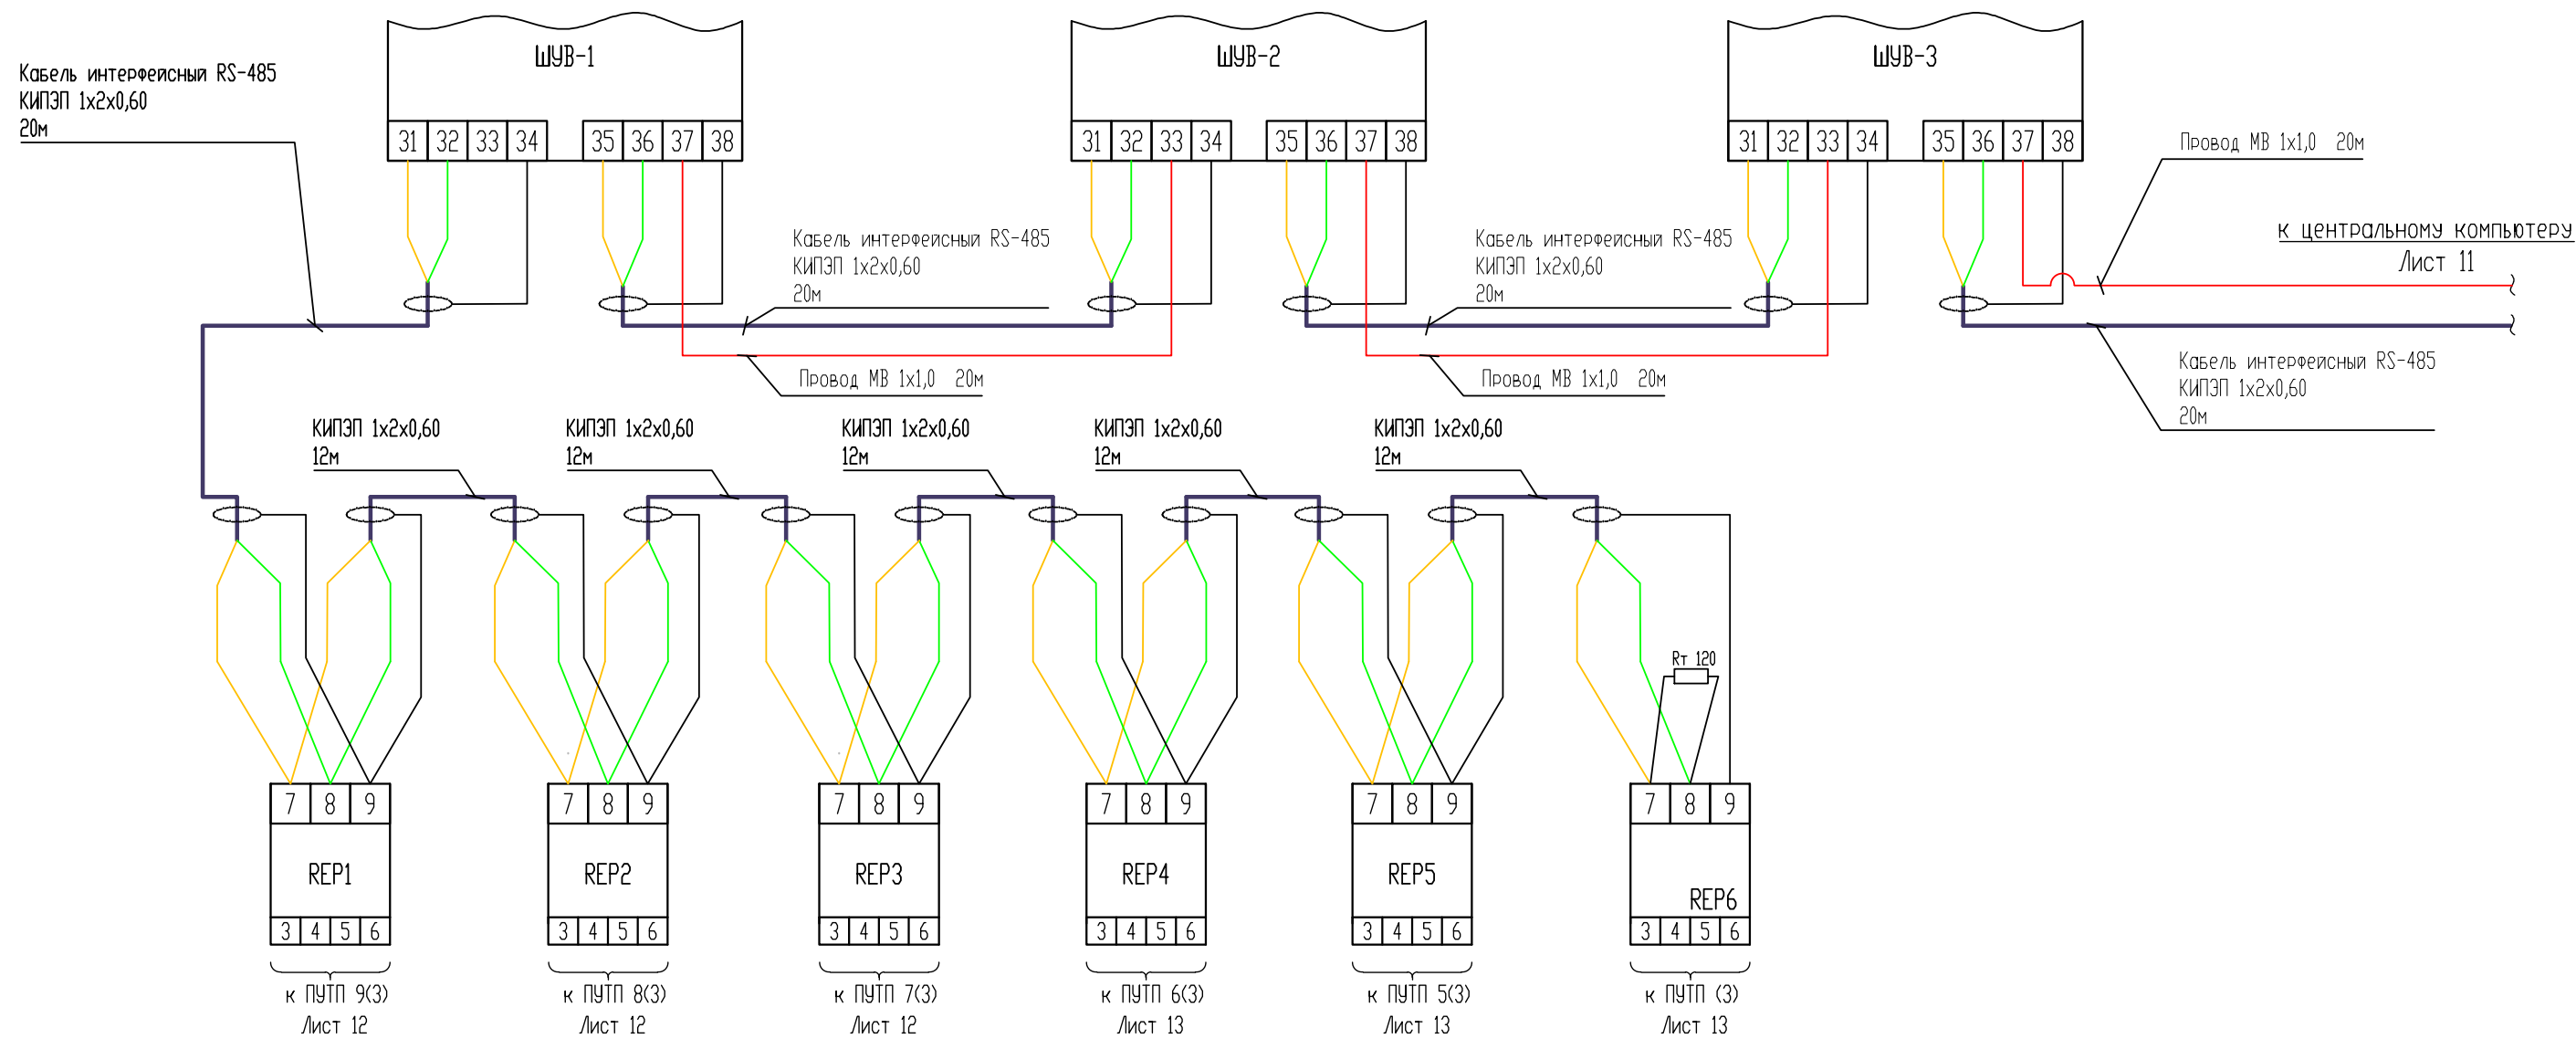 ШУВ-1
ШУВ-2
ШУВ-3
Кабель интерфейсный RS-485
КИПЭП 1x2x0,60
20м
31 32 33 34 35 36 37 38
31 32 33 34 35 36 37 38
31 32 33 34 35 36 37 38
Провод МВ 1x1,0 20м
к центральному компьютеру
Лист 11
Кабель интерфейсный RS-485
КИПЭП 1x2x0,60
20м
Кабель интерфейсный RS-485
КИПЭП 1x2x0,60
20м
Провод МВ 1x1,0 20м
Провод МВ 1x1,0 20м
Кабель интерфейсный RS-485
КИПЭП 1x2x0,60
20м
КИПЭП 1x2x0,60
12м
КИПЭП 1x2x0,60
12м
КИПЭП 1x2x0,60
12м
КИПЭП 1x2x0,60
12м
КИПЭП 1x2x0,60
12м
Rт 120
7 8 9
REP1
3 4 5 6
к ПУТП 9(3)
Лист 12
7 8 9
REP2
3 4 5 6
к ПУТП 8(3)
Лист 12
7 8 9
REP3
3 4 5 6
к ПУТП 7(3)
Лист 12
7 8 9
REP4
3 4 5 6
к ПУТП 6(3)
Лист 13
7 8 9
REP5
3 4 5 6
к ПУТП 5(3)
Лист 13
7 8 9
REP6
3 4 5 6
к ПУТП (3)
Лист 13